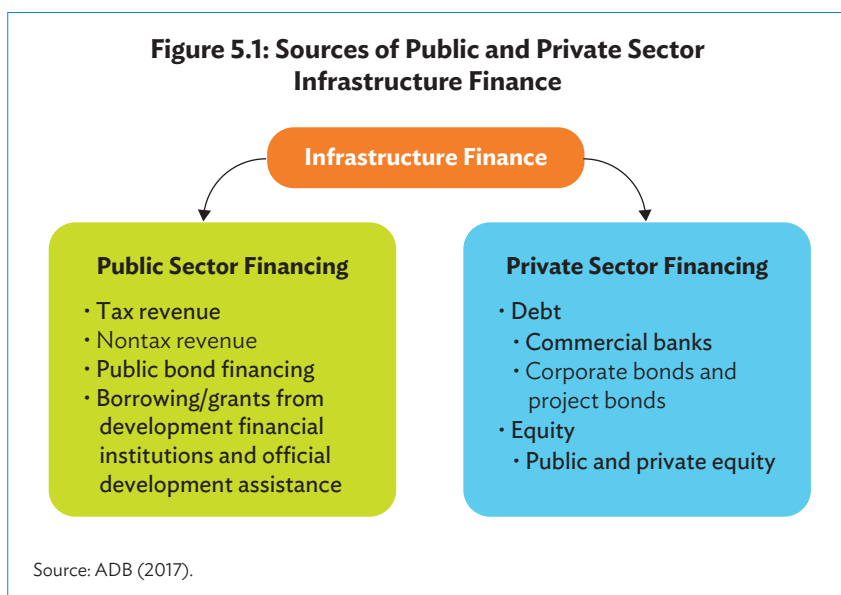 Figure 5.1: Sources of Public and Private Sector
Infrastructure Finance
Infrastructure Finance
Public Sector Financing
• Tax revenue
• Nontax revenue
• Public bond financing
• Borrowing/grants from
development financial
institutions and official
development assistance
Private Sector Financing
• Debt
• Commercial banks
• Corporate bonds and
project bonds
• Equity
• Public and private equity
Source: ADB (2017).